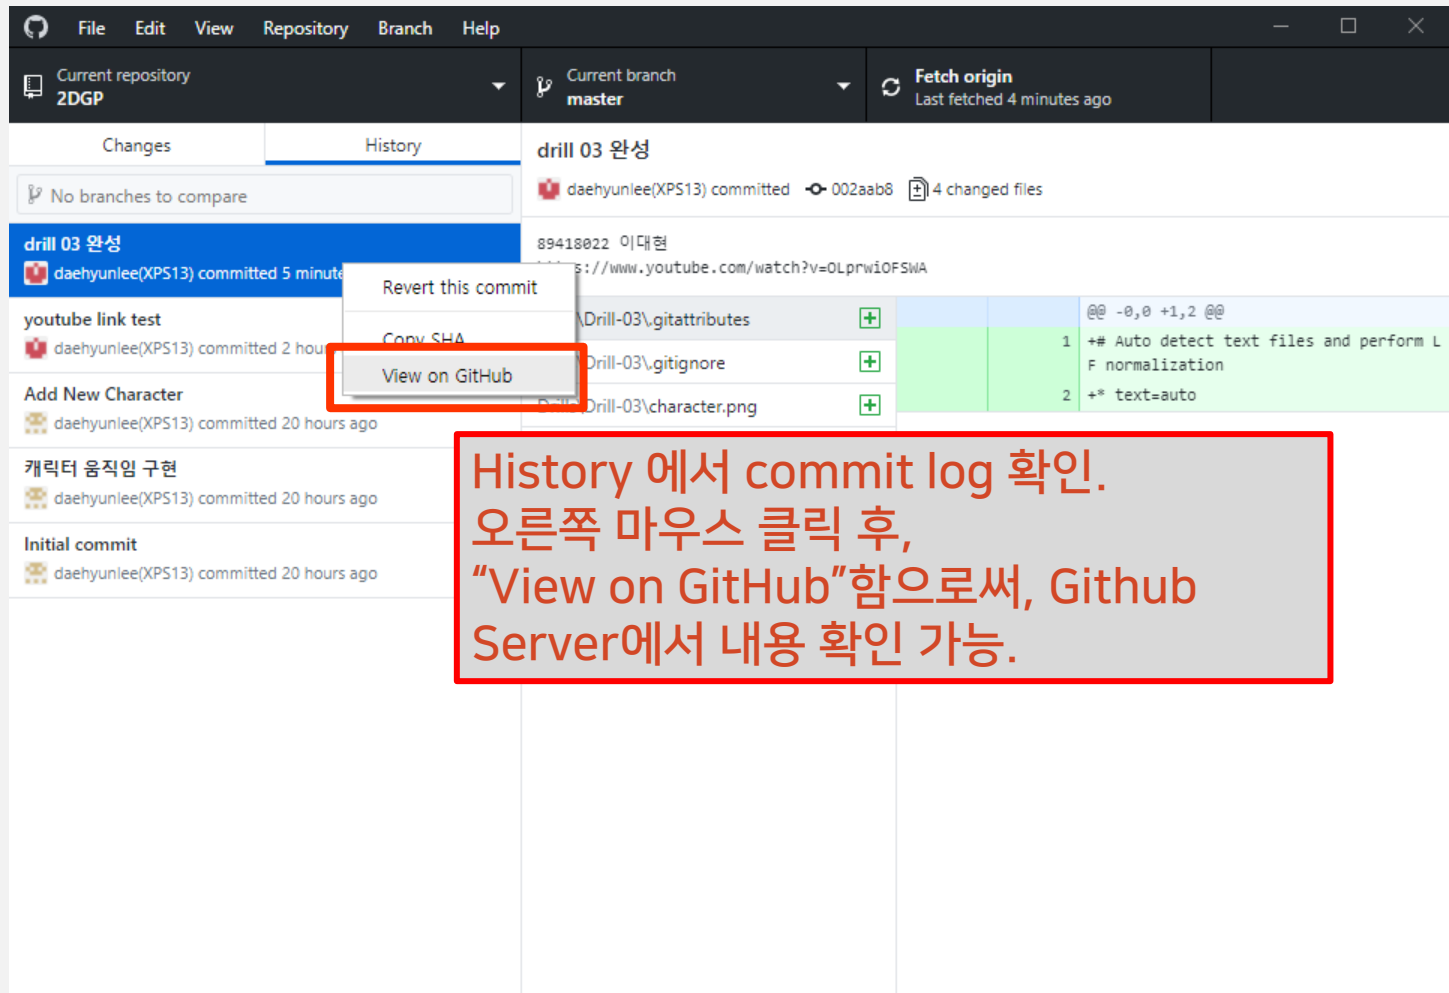 File Edit View Repository Branch Help
Current repository
2DGP
Current branch
master
Fetch origin
Last fetched 4 minutes ago
Changes History
No branches to compare
drill 03 완성
daehyunlee(XPS13) committed 5 minute
youtube link test
daehyunlee(XPS13) committed 2 hou
Add New Character
daehyunlee(XPS13) committed 20 hours ago
캐릭터 움직임 구현
daehyunlee(XPS13) committed 20 hours ago
Initial commit
daehyunlee(XPS13) committed 20 hours ago
Revert this commit
Copy SHA
View on GitHub
drill 03 완성
daehyunlee(XPS13) committed 002aab8 4 changed files
89418022 이대현
s://www.youtube.com/watch?v=OLprwiOFSWA
\Drill-03\.gitattributes
Drill-03\.gitignore
Drill-03\character.png
@@ -0,0 +1,2 @@
1 +# Auto detect text files and perform L
F normalization
2 +* text=auto
History 에서 commit log 확인.
오른쪽 마우스 클릭 후,
“View on GitHub”함으로써, Github
Server에서 내용 확인 가능.